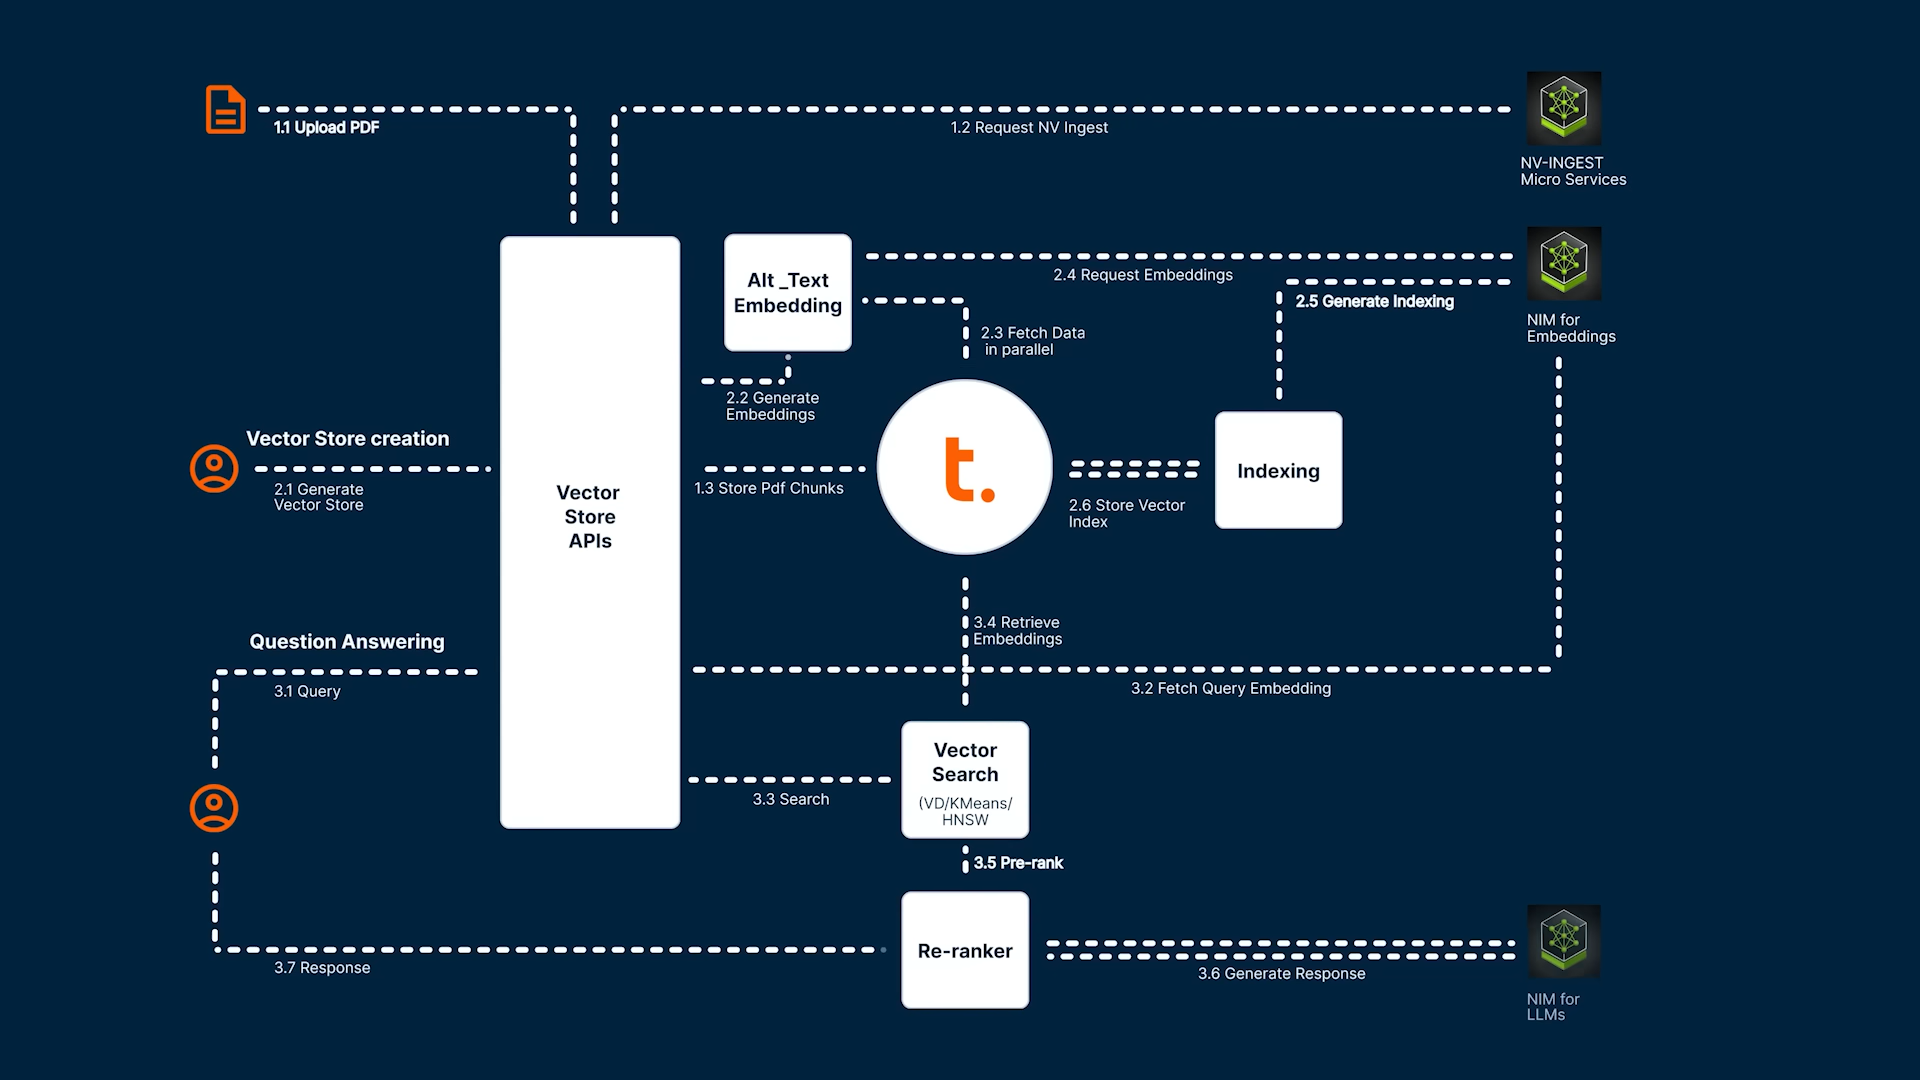 1.1 Upload PDF
1.2 Request NV Ingest
NV-INGEST
Micro Services
Alt _Text
Embedding
2.4 Request Embeddings
2.5 Generate Indexing
NIM for
Embeddings
2.3 Fetch Data
in parallel
2.2 Generate
Embeddings
Vector Store creation
2.1 Generate
Vector Store
Vector
Store
APIs
1.3 Store Pdf Chunks
t.
2.6 Store Vector
Index
Indexing
Question Answering
3.1 Query
3.4 Retrieve
Embeddings
3.2 Fetch Query Embedding
Vector
Search
(VD/KMeans/
HNSW
3.3 Search
3.5 Pre-rank
Re-ranker
3.6 Generate Response
3.7 Response
NIM for
LLMs